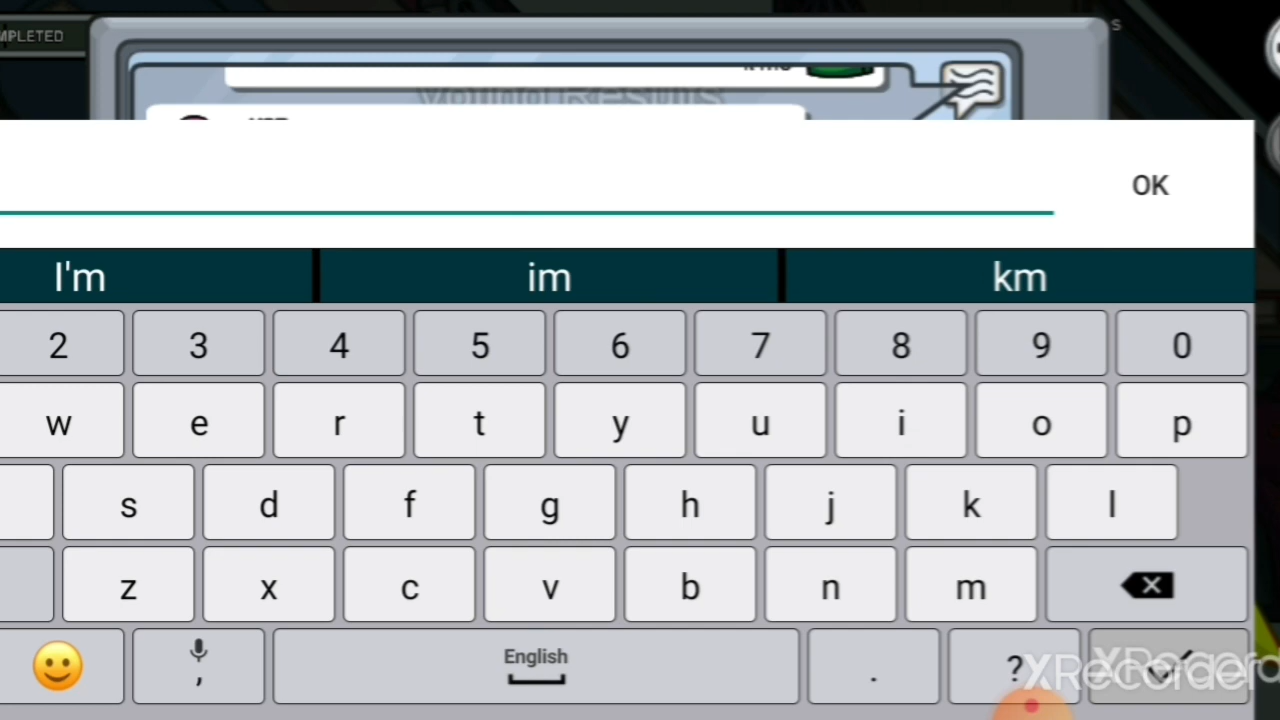 MPLETED
OK
I'm im km
2 3 4 5 6 7 8 9 0
w e r t y u i o p
s d f g h j k l
z x c v b n m
, English . ?
XRecorder